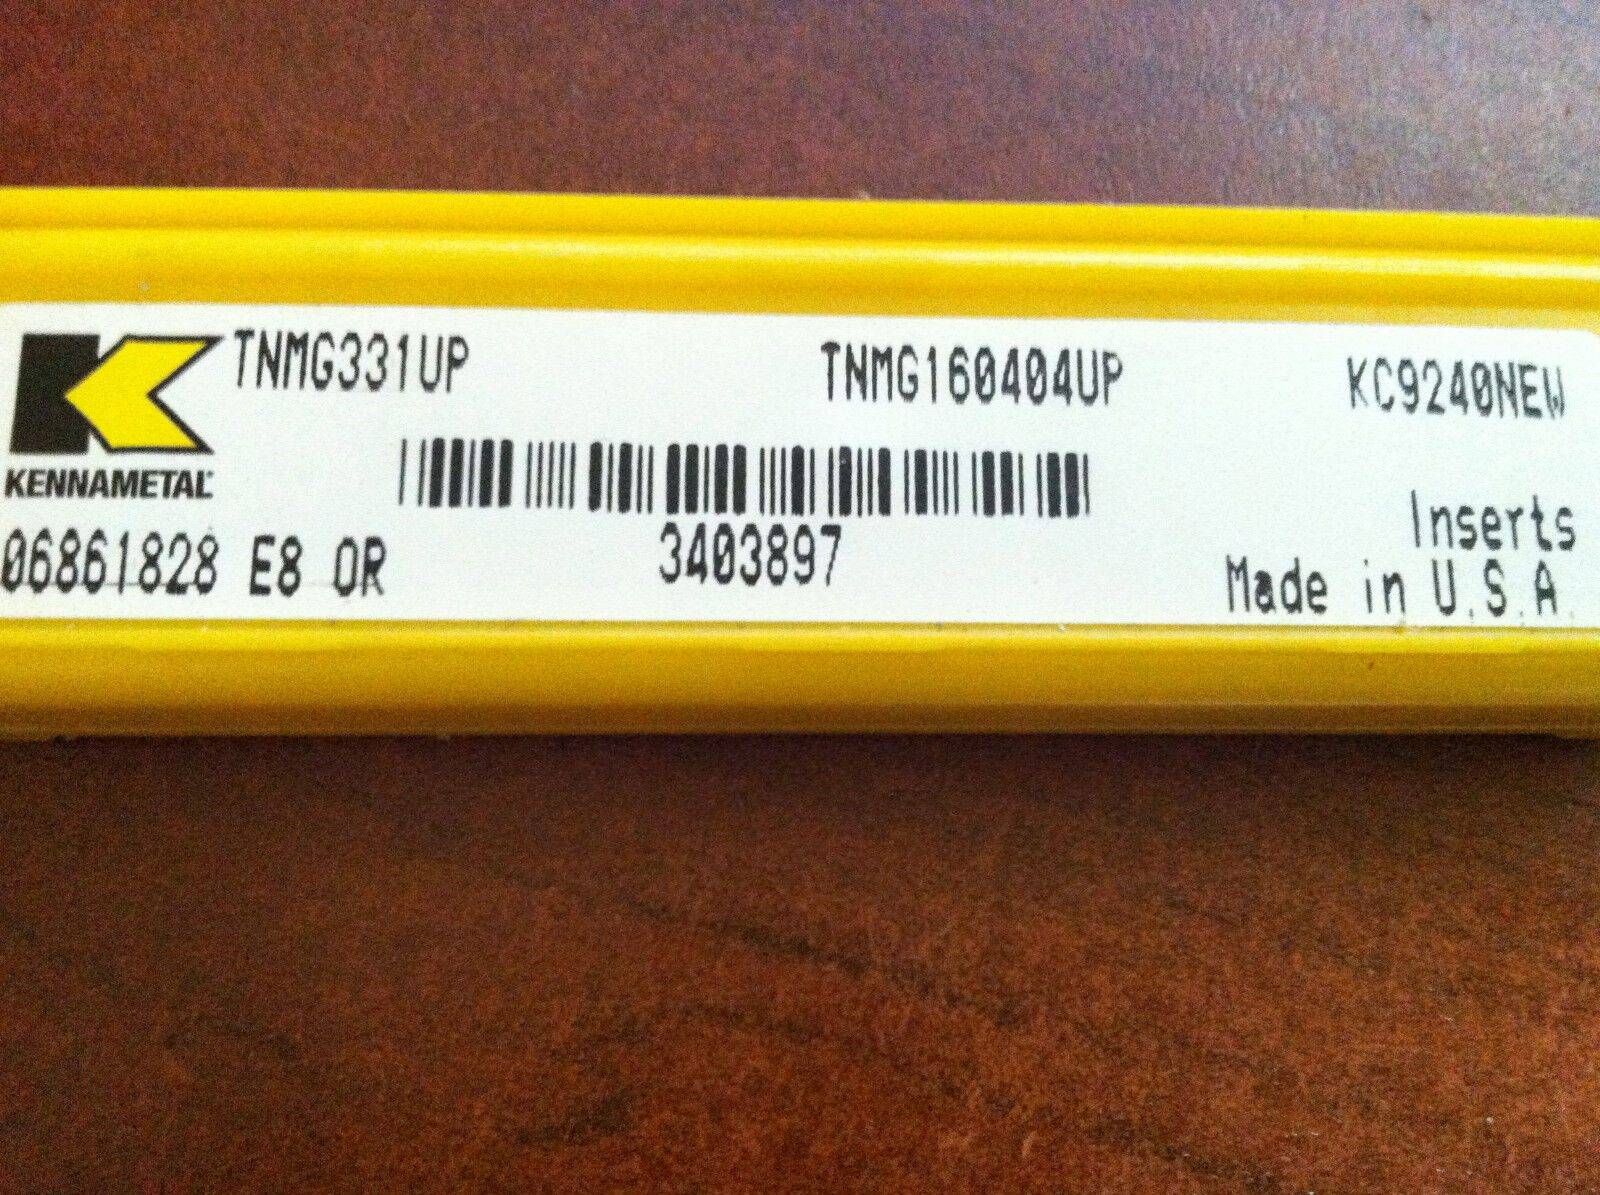 TNMG331UP TNMG160404UP KC9240NEW
KENNAMETAL
Inserts
06861828 E8 OR 3403897 Made in U.S.A.